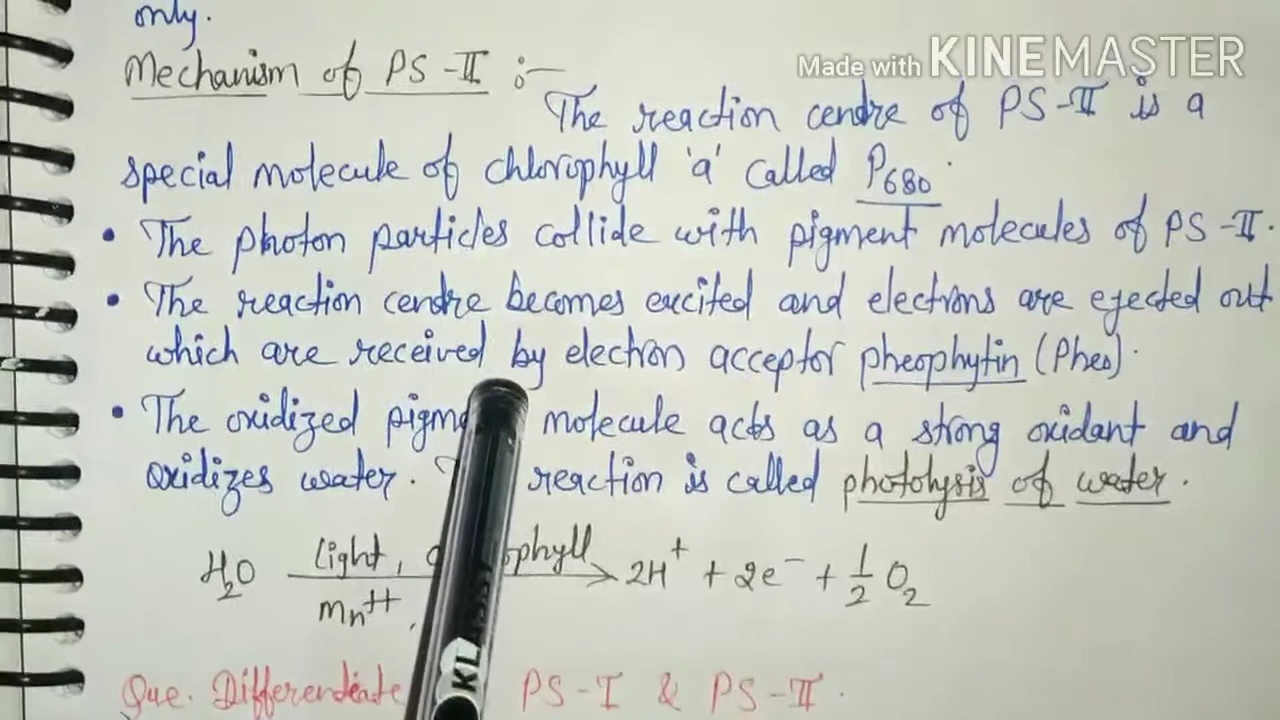 only.
Made with KINEMASTER
Mechanism of PS-II :-
The reaction centre of PS-II is a
special molecule of chlorophyll 'a' called P680.
• The photon particles collide with pigment molecules of PS-II.
• The reaction centre becomes excited and electrons are ejected out
which are received by electron acceptor pheophytin (Pheo).
• The oxidized molecule acts as a strong oxidant and
oxidizes water. reaction is called photolysis of water.
H2O light, → 2H+ + 2e- + 1/2 O2
Mn++,
Que. Differentiate PS-I & PS-II.
KL